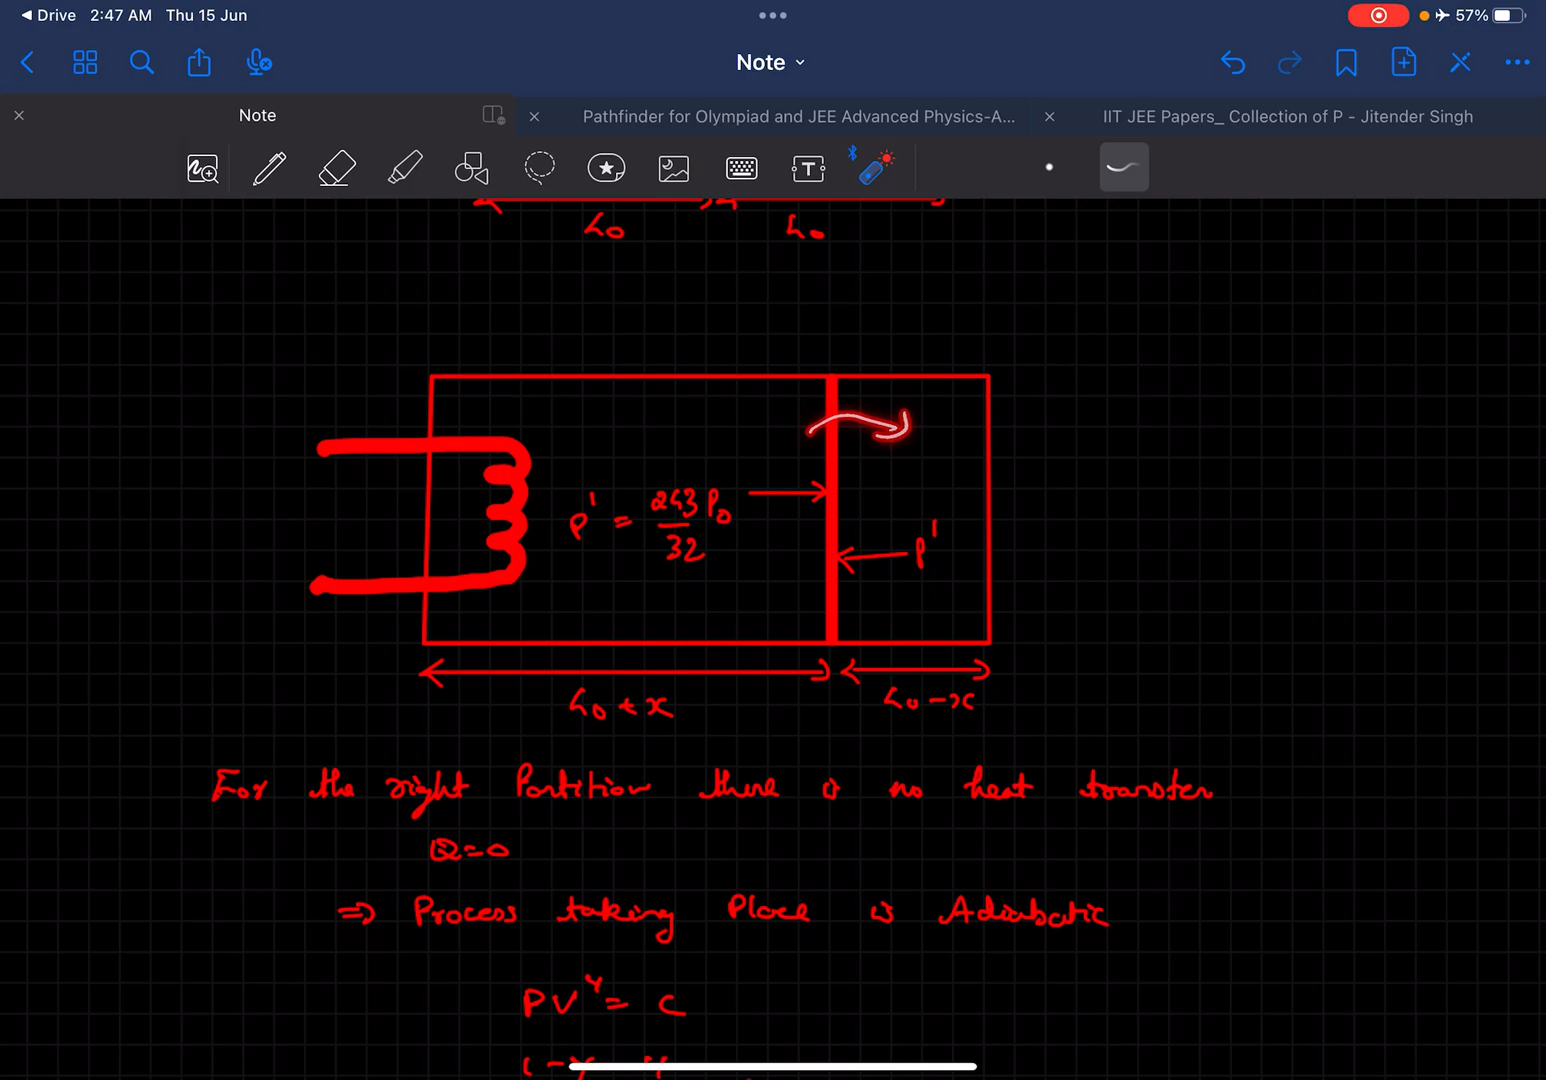 Drive 2:47 AM Thu 15 Jun
57%
Note
Note
Pathfinder for Olympiad and JEE Advanced Physics-A...
IIT JEE Papers_ Collection of P - Jitender Singh
L₀ L₀
P' = 243 P₀
32
P'
L₀ + x L₀ - x
For the right Partition there is no heat transfer
Q=0
⇒ Process taking Place is Adiabatic
PV^γ = C